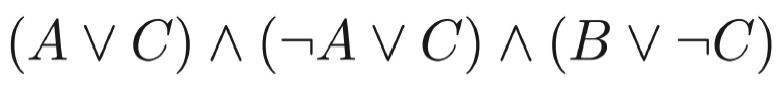 (A ∨ C) ∧ (¬A ∨ C) ∧ (B ∨ ¬C)